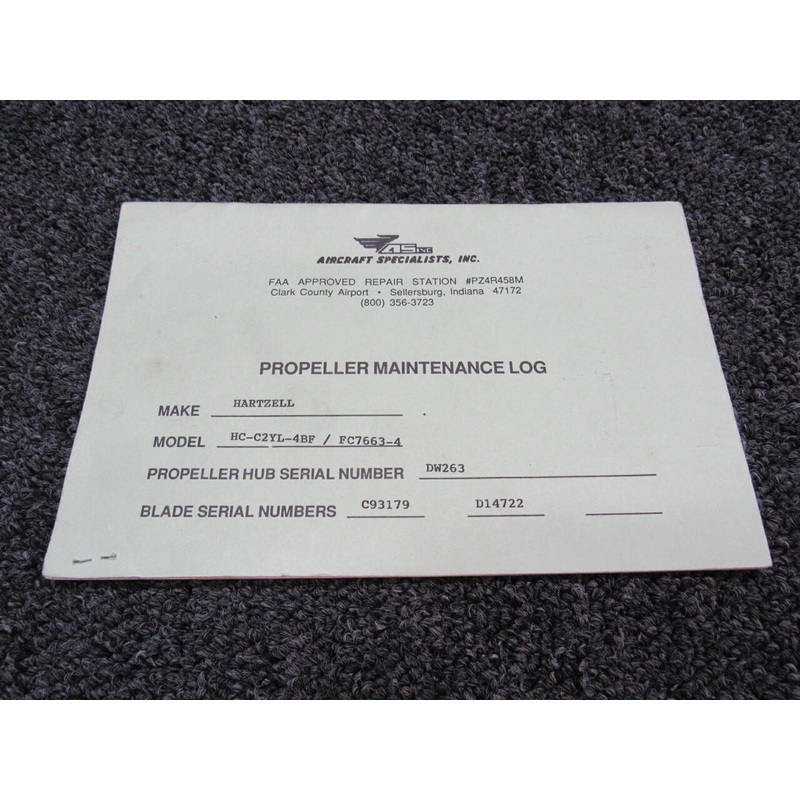 ASINC
AIRCRAFT SPECIALISTS, INC.
FAA APPROVED REPAIR STATION #PZ4R458M
Clark County Airport • Sellersburg, Indiana 47172
(800) 356-3723
PROPELLER MAINTENANCE LOG
MAKE HARTZELL
MODEL HC-C2YL-4BF / FC7663-4
PROPELLER HUB SERIAL NUMBER DW263
BLADE SERIAL NUMBERS C93179 D14722